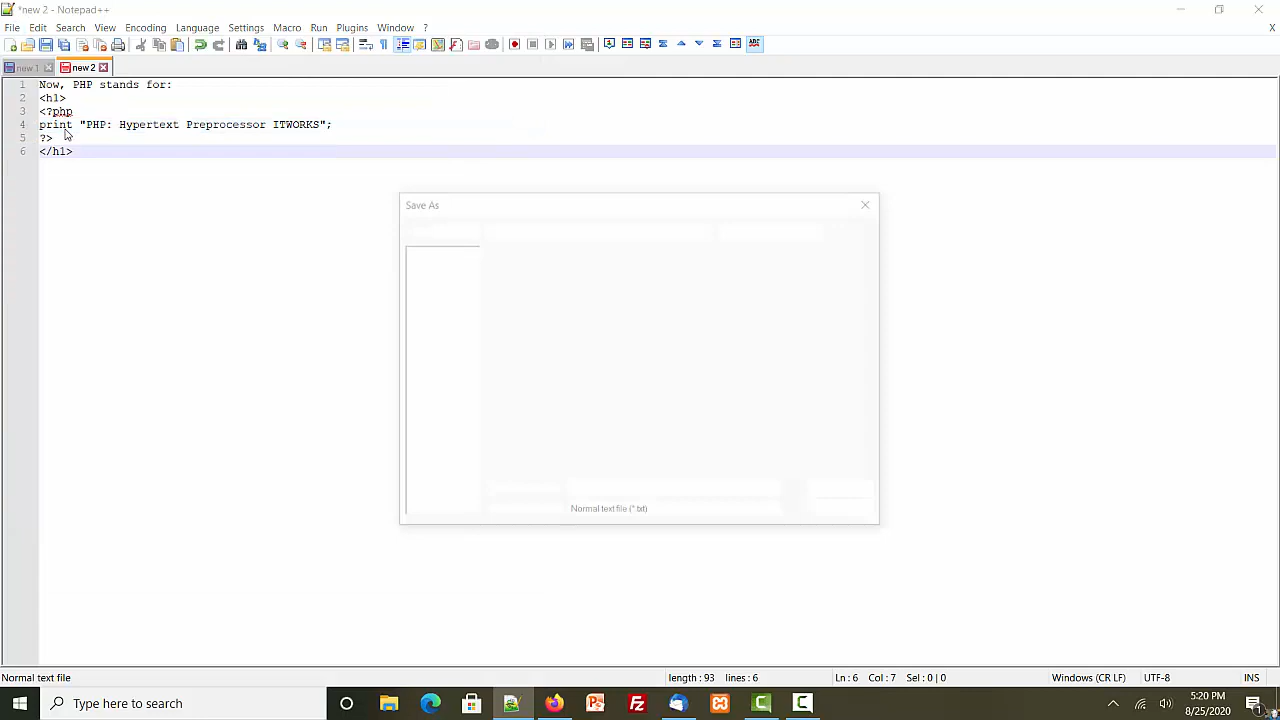 *new 2 - Notepad++
File Edit Search View Encoding Language Settings Macro Run Plugins Window ?
X
new 1 new 2
1 Now, PHP stands for:
2 <h1>
3 <?php
4 print "PHP: Hypertext Preprocessor ITWORKS";
5 ?>
6 </h1>
Save As
Normal text file (*.txt)
Normal text file length : 93 lines : 6 Ln : 6 Col : 7 Sel : 0 | 0 Windows (CR LF) UTF-8 INS
Type here to search
5:20 PM
8/25/2020